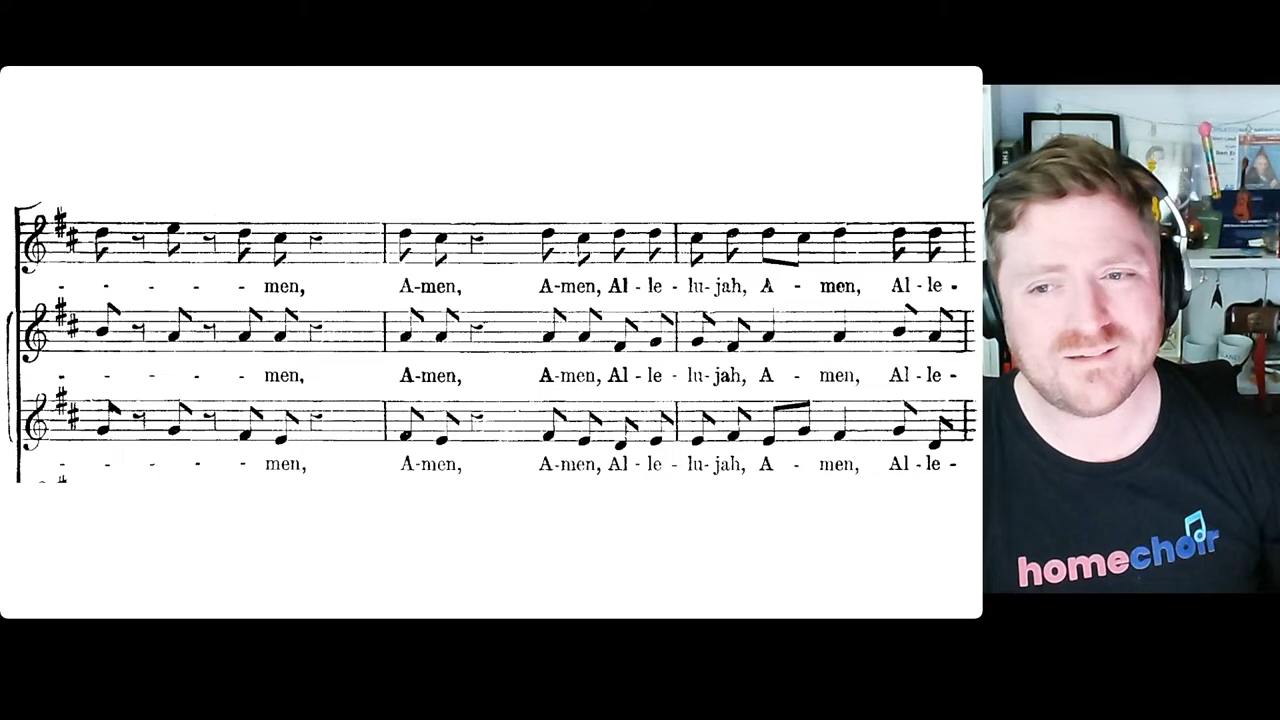 - - - - men, A-men, A-men, Al - le - lu- jah, A - men, Al - le -
- - - - men, A-men, A-men, Al - le - lu- jah, A - men, Al - le -
- - - - men, A-men, A-men, Al - le - lu- jah, A - men, Al - le -
homechoir